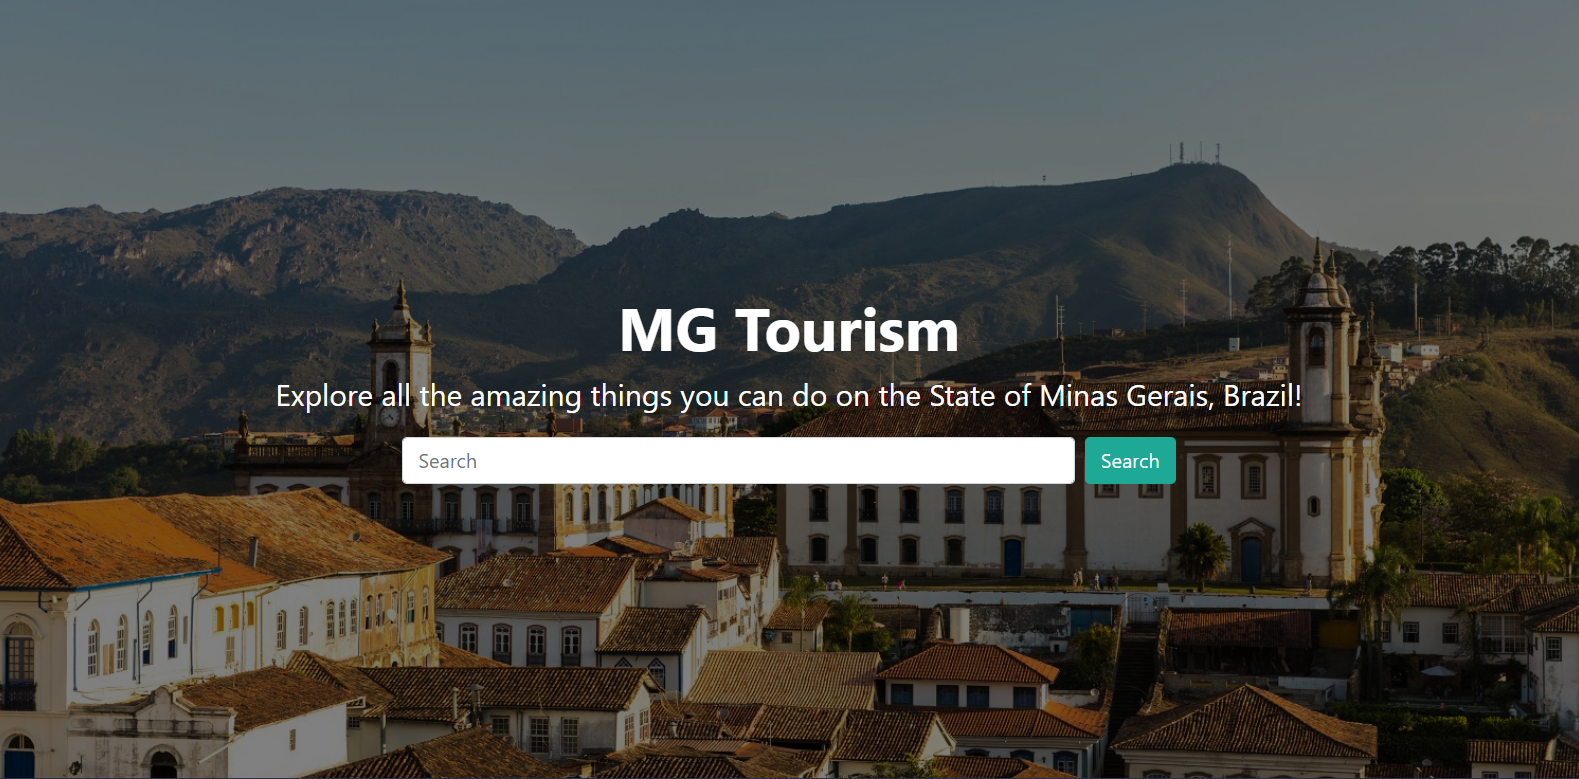 MG Tourism
Explore all the amazing things you can do on the State of Minas Gerais, Brazil!
Search
Search